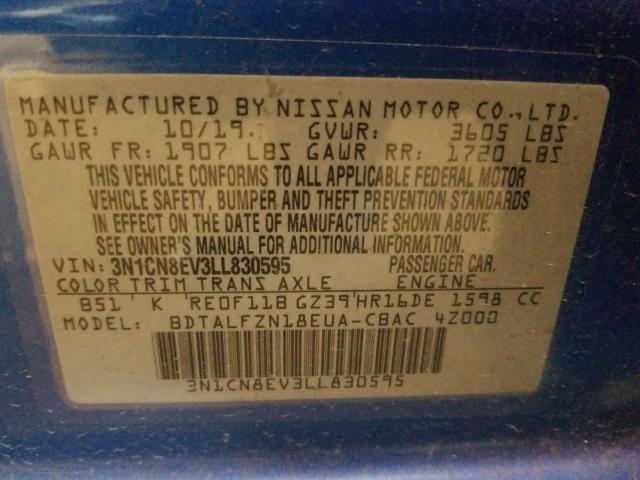 MANUFACTURED BY NISSAN MOTOR CO., LTD.
DATE: 10/19. GVWR: 3605 LBS
GAWR FR: 1907 LBS GAWR RR: 1720 LBS
THIS VEHICLE CONFORMS TO ALL APPLICABLE FEDERAL MOTOR
VEHICLE SAFETY, BUMPER AND THEFT PREVENTION STANDARDS
IN EFFECT ON THE DATE OF MANUFACTURE SHOWN ABOVE.
SEE OWNER'S MANUAL FOR ADDITIONAL INFORMATION.
VIN: 3N1CN8EV3LL830595 PASSENGER CAR.
COLOR TRIM TRANS AXLE ENGINE
B51 K RE0F11B GZ39 HR16DE 1598 CC
MODEL: BDTALFZN18EUA-CBAC 4Z000
3N1CN8EV3LL830595